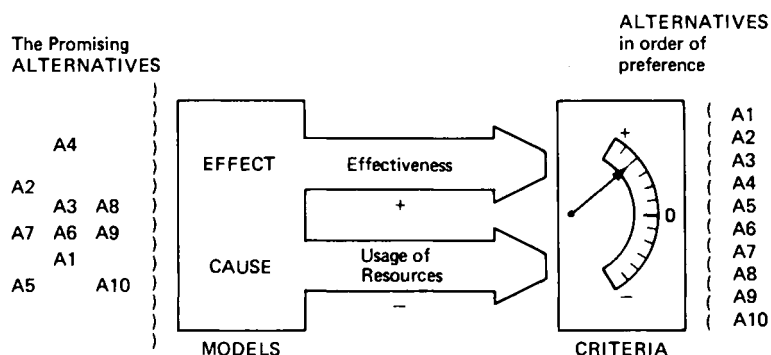 The Promising
ALTERNATIVES
A4
A2
A3 A8
A7 A6 A9
A1
A5 A10
EFFECT
CAUSE
MODELS
Effectiveness
+
Usage of
Resources
−
+
0
−
CRITERIA
ALTERNATIVES
in order of
preference
A1
A2
A3
A4
A5
A6
A7
A8
A9
A10